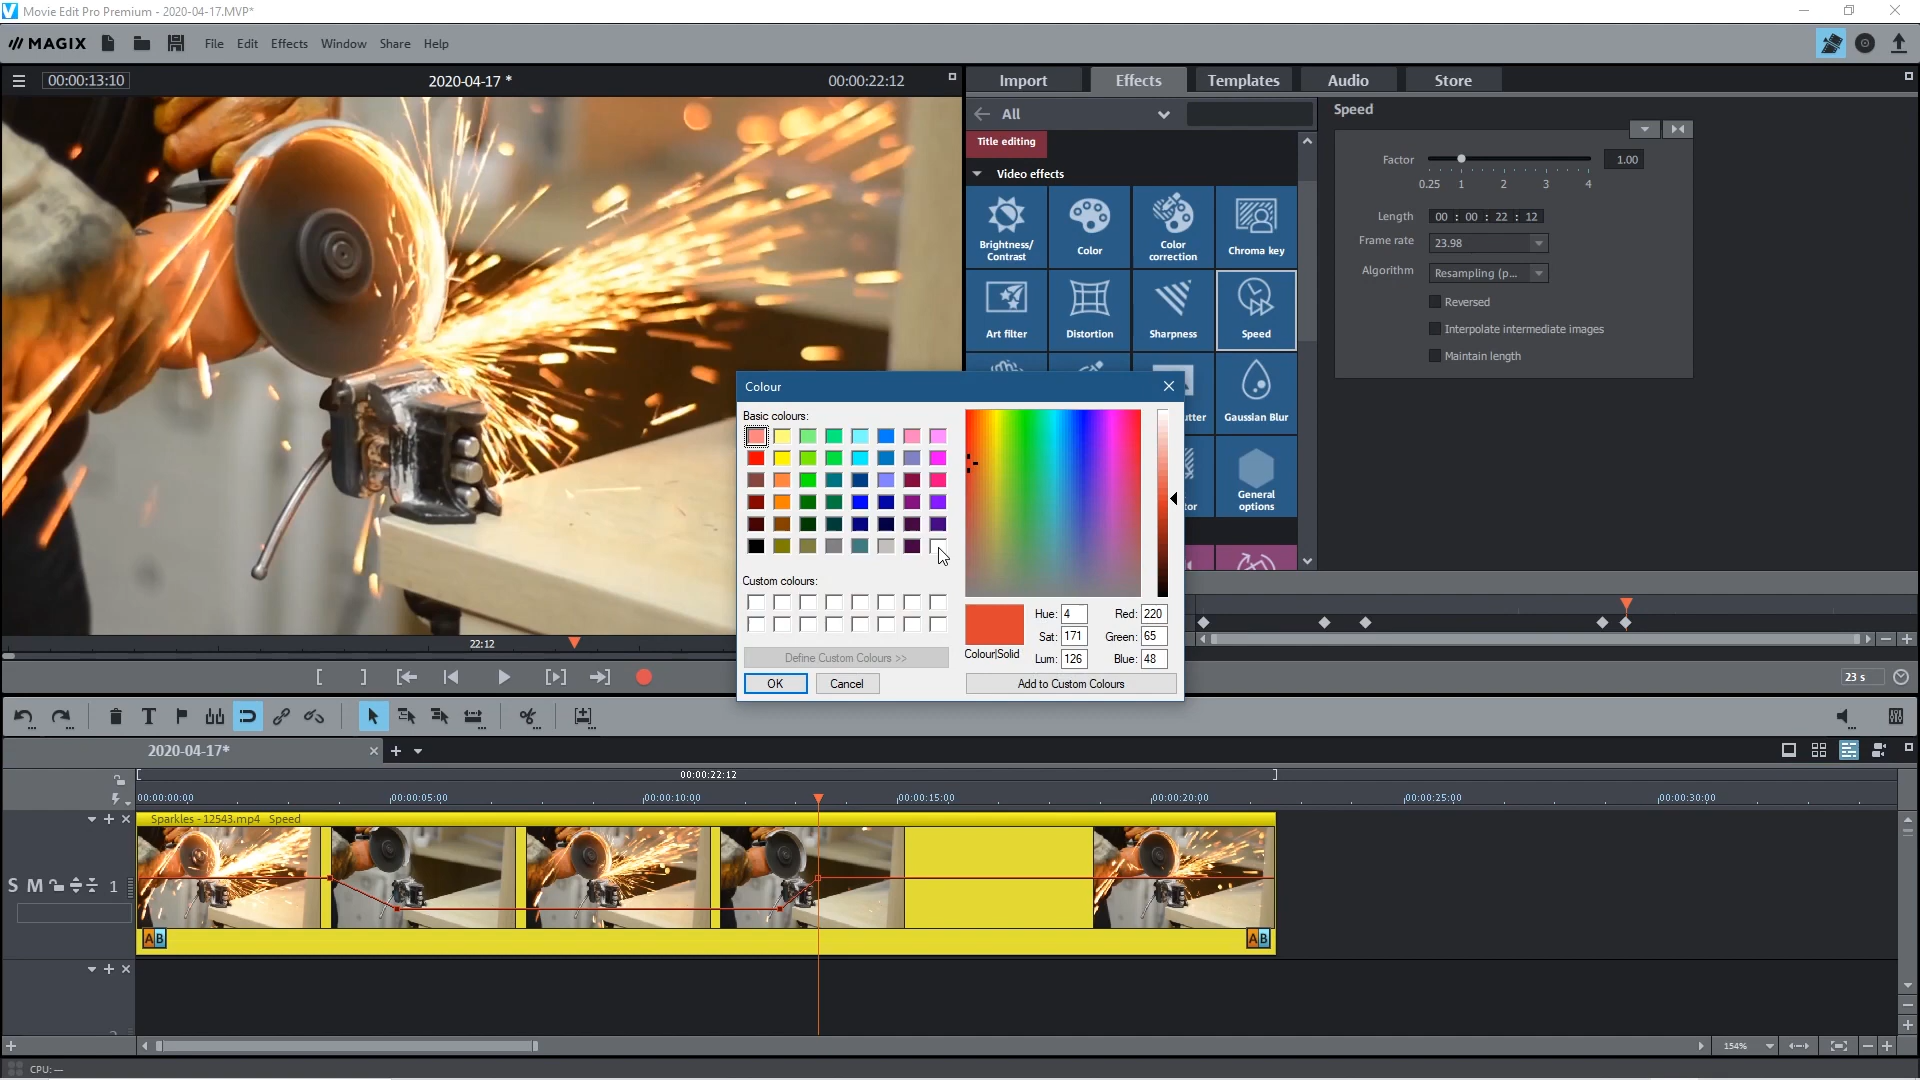 Movie Edit Pro Premium - 2020-04-17.MVP*
MAGIX File Edit Effects Window Share Help
00:00:13:10 2020-04-17 * 00:00:22:12
Import Effects Templates Audio Store
All
Title editing
Video effects
Brightness/ Contrast
Color
Color correction
Chroma key
Art filter
Distortion
Sharpness
Speed
Gaussian Blur
General options
Speed
Factor 1.00
0.25 1 2 3 4
Length 00 : 00 : 22 : 12
Frame rate 23.98
Algorithm Resampling (p...
Reversed
Interpolate intermediate images
Maintain length
Colour
Basic colours:
Custom colours:
Define Custom Colours >>
OK Cancel
Colour|Solid
Hue: 4 Red: 220
Sat: 171 Green: 65
Lum: 126 Blue: 48
Add to Custom Colours
22:12
23 s
2020-04-17*
00:00:22:12
00:00:00:00 00:00:05:00 00:00:10:00 00:00:15:00 00:00:20:00 00:00:25:00 00:00:30:00
Sparkles - 12543.mp4 Speed
S M 1
AB AB
154%
CPU: —